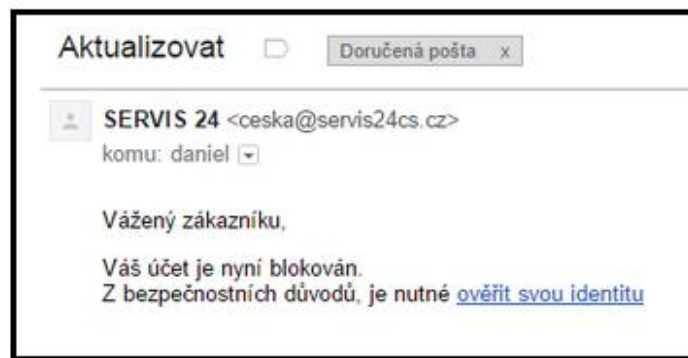 Aktualizovat Doručená pošta x
SERVIS 24 <ceska@servis24cs.cz>
komu: daniel
Vážený zákazníku,
Váš účet je nyní blokován.
Z bezpečnostních důvodů, je nutné ověřit svou identitu